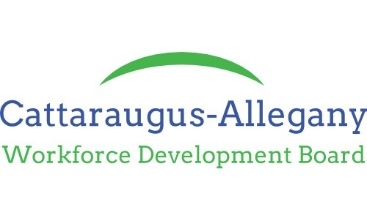 Cattaraugus-Allegany
Workforce Development Board